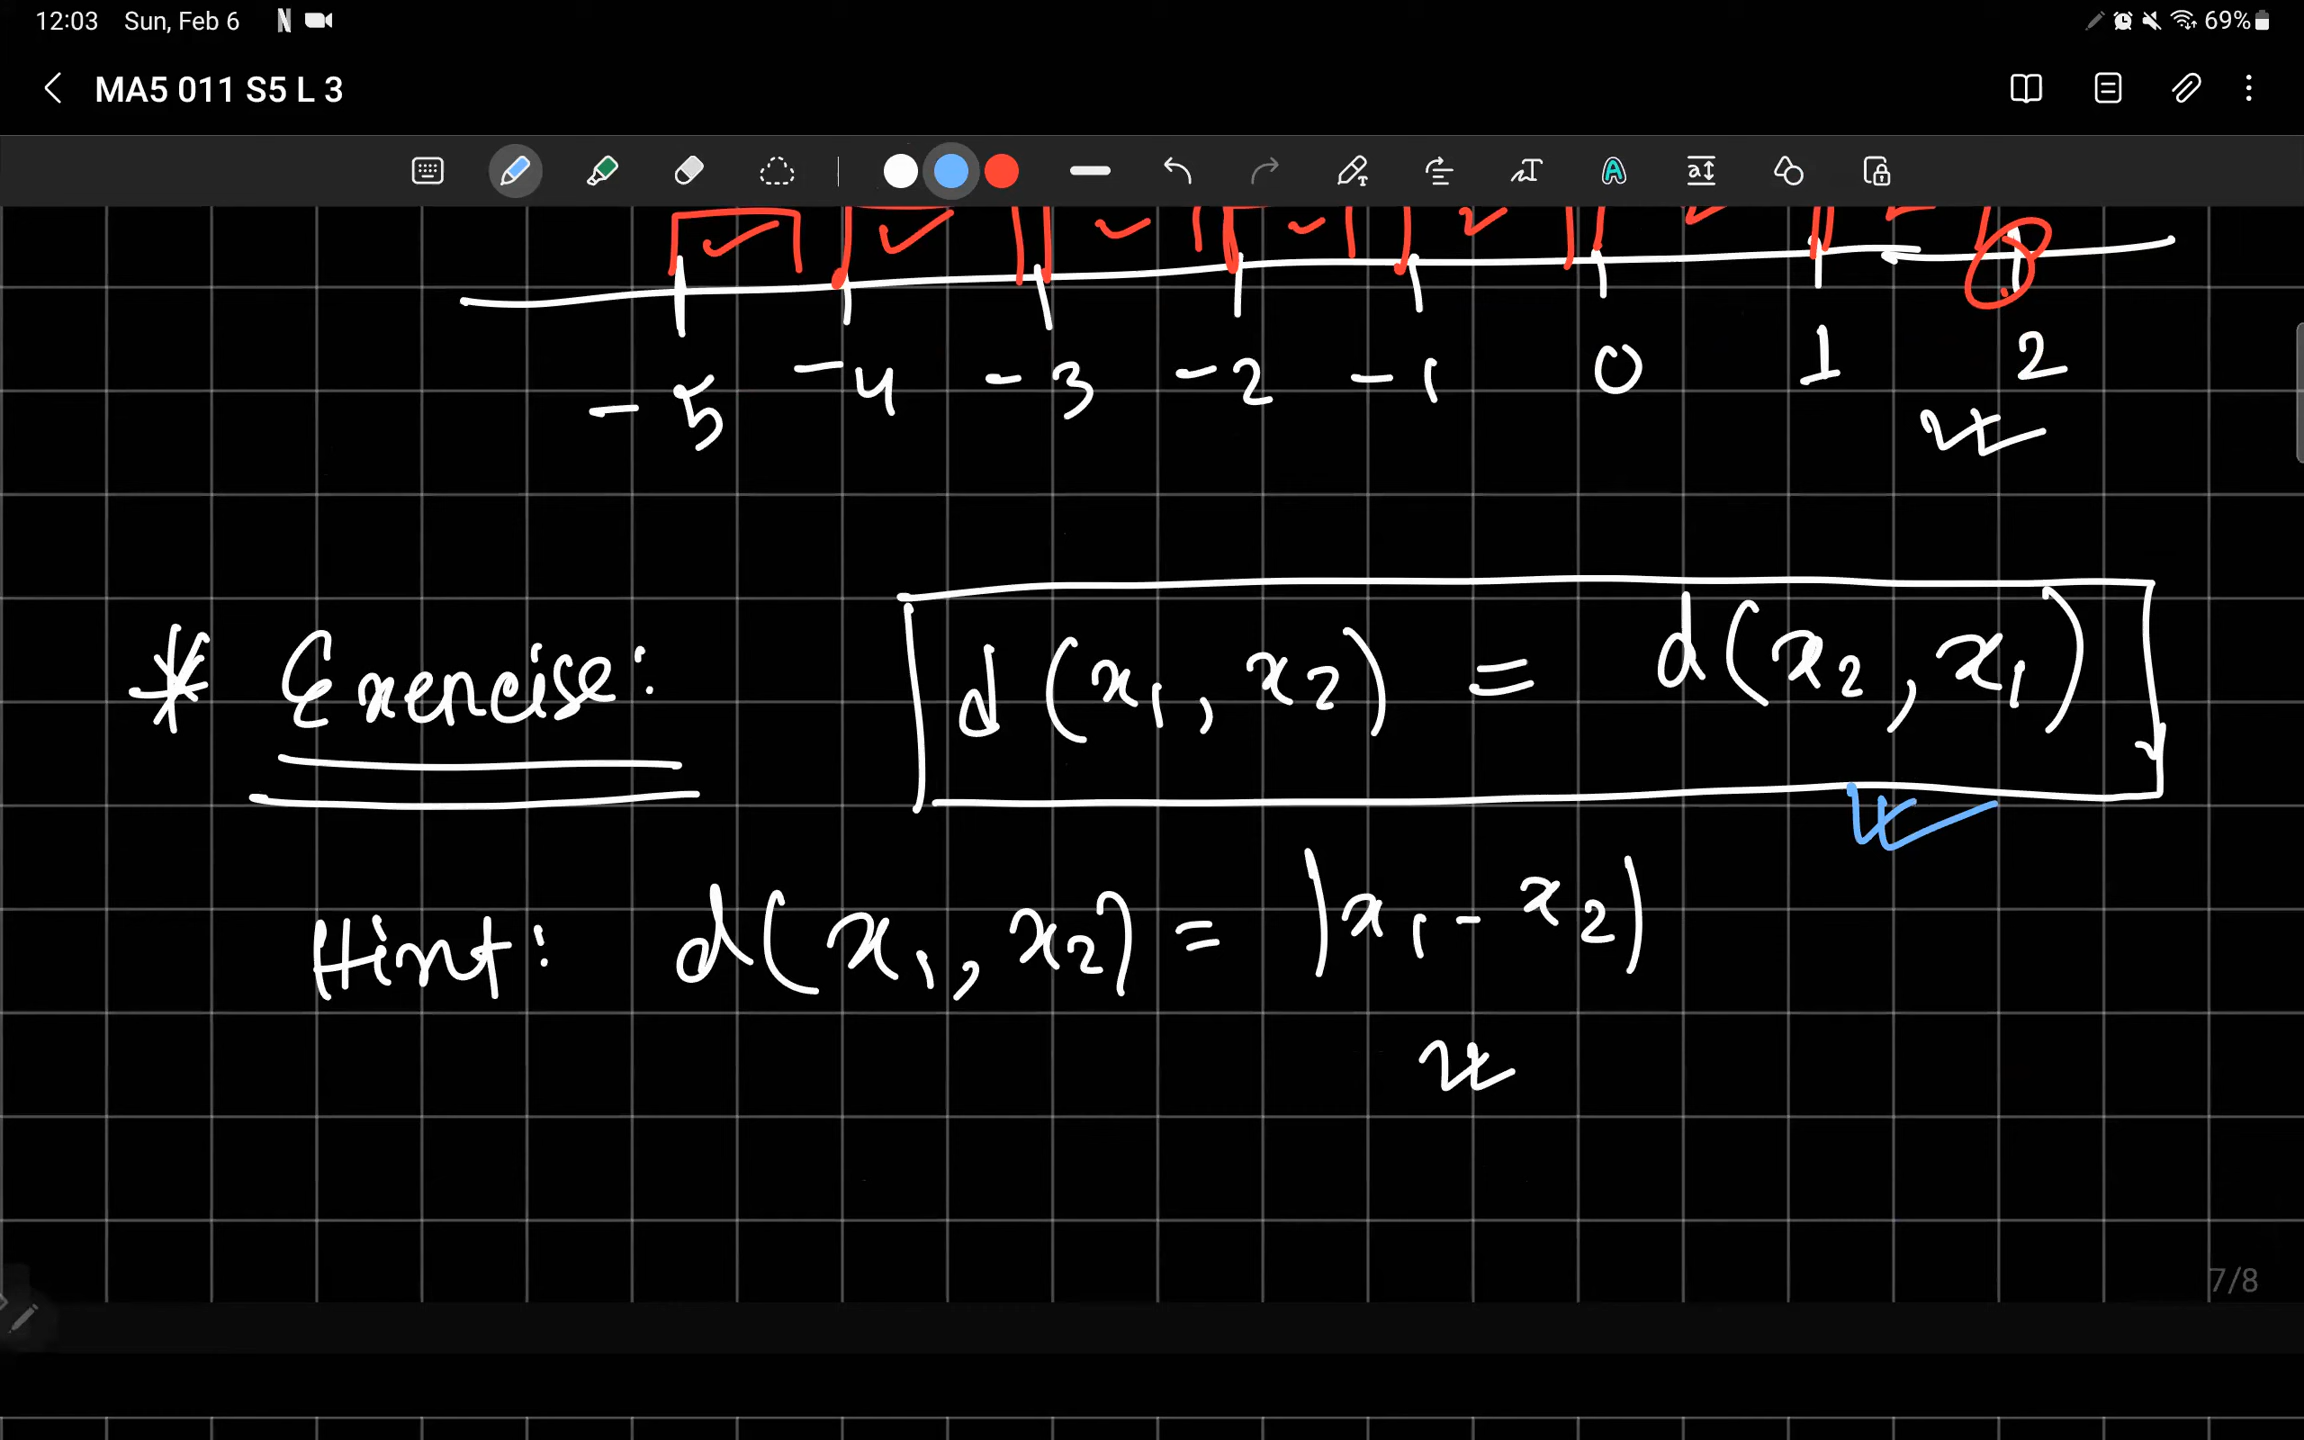 12:03 Sun, Feb 6 69%
MA5 011 S5 L 3
-5 -4 -3 -2 -1 0 1 2
* Exercise: d(x₁, x₂) = d(x₂, x₁)
Hint: d(x₁, x₂) = |x₁ - x₂|
7/8